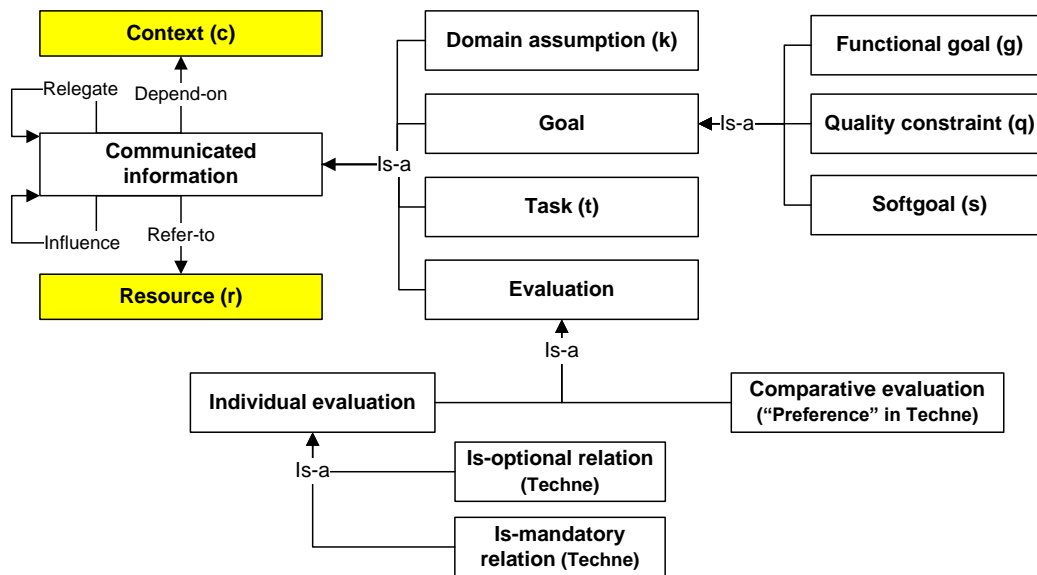 Context (c)
Relegate
Depend-on
Communicated
information
Influence
Refer-to
Resource (r)
Is-a
Domain assumption (k)
Goal
Task (t)
Evaluation
Is-a
Functional goal (g)
Quality constraint (q)
Softgoal (s)
Is-a
Individual evaluation
Comparative evaluation
(“Preference” in Techne)
Is-a
Is-optional relation
(Techne)
Is-mandatory
relation (Techne)